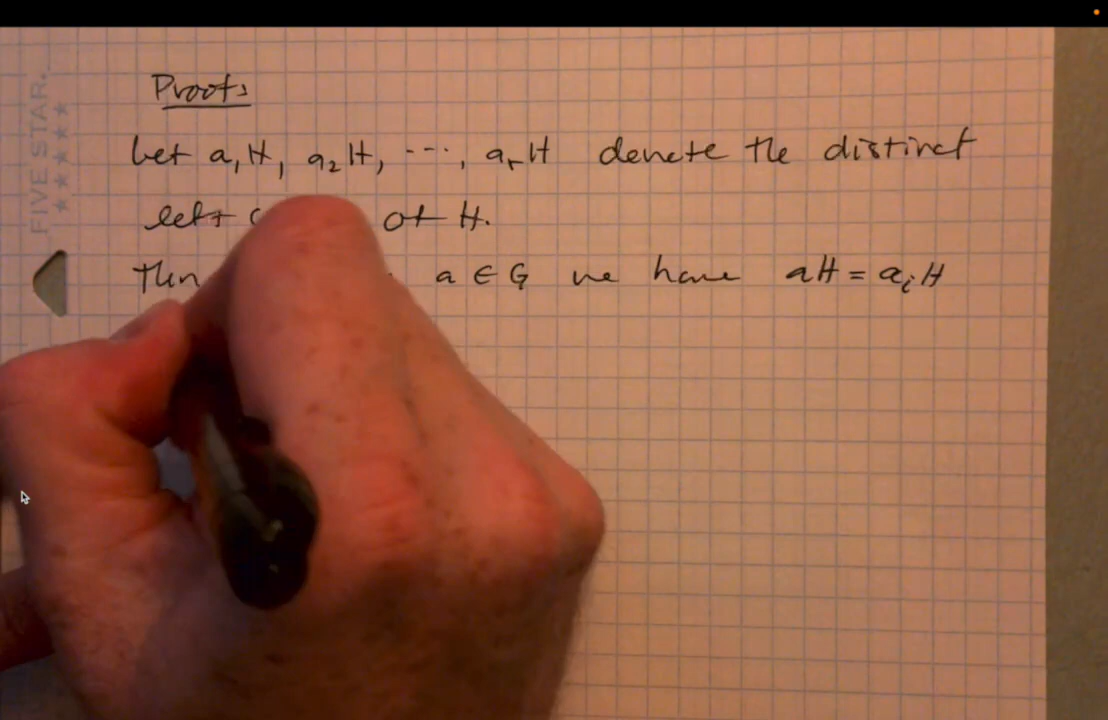 FIVE STAR.
Proof:
Let a₁H, a₂H, ..., aᵣH denote the distinct
left of H.
Then a ∈ G we have aH = aᵢH